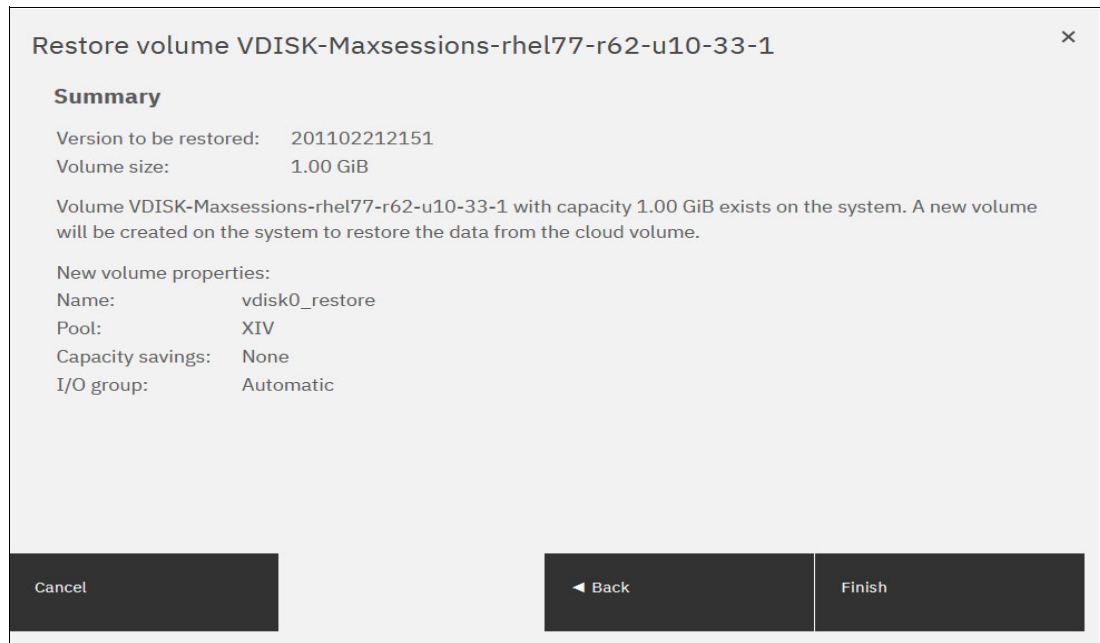 Restore volume VDISK-Maxsessions-rhel77-r62-u10-33-1 ×
Summary
Version to be restored: 201102212151
Volume size: 1.00 GiB
Volume VDISK-Maxsessions-rhel77-r62-u10-33-1 with capacity 1.00 GiB exists on the system. A new volume
will be created on the system to restore the data from the cloud volume.
New volume properties:
Name: vdisk0_restore
Pool: XIV
Capacity savings: None
I/O group: Automatic
Cancel ◄ Back Finish